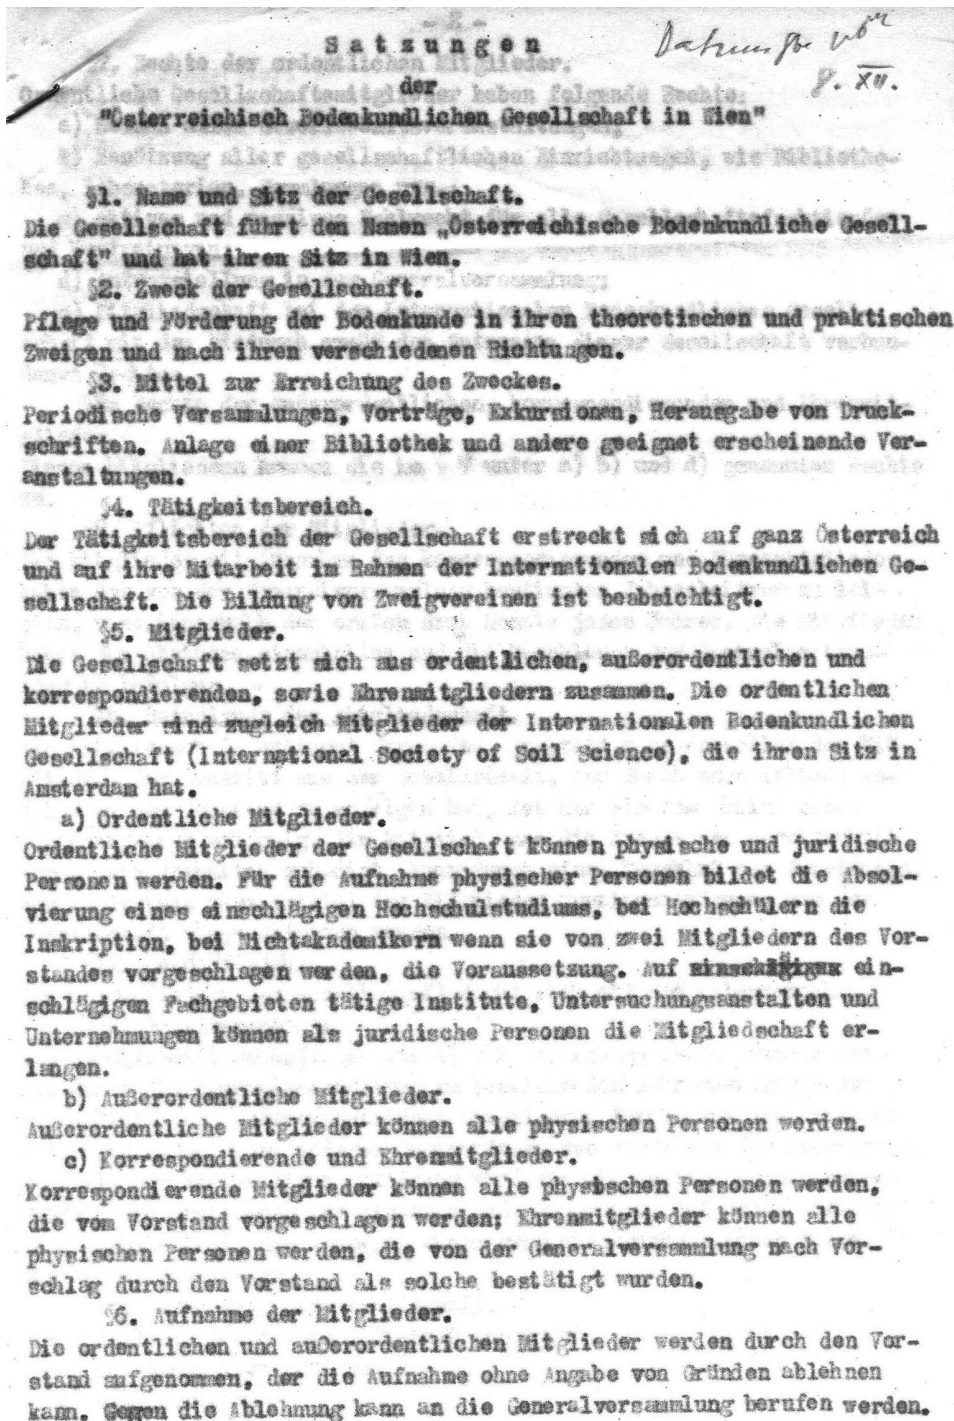 Satzungen
der
"Österreichisch Bodenkundlichen Gesellschaft in Wien"
8. XII.
§1. Name und Sitz der Gesellschaft.
Die Gesellschaft führt den Namen „Österreichische Bodenkundliche Gesell-
schaft" und hat ihren Sitz in Wien.
§2. Zweck der Gesellschaft.
Pflege und Förderung der Bodenkunde in ihren theoretischen und praktischen
Zweigen und nach ihren verschiedenen Richtungen.
§3. Mittel zur Erreichung des Zweckes.
Periodische Versammlungen, Vorträge, Exkursionen, Herausgabe von Druck-
schriften, Anlage einer Bibliothek und andere geeignet erscheinende Ver-
anstaltungen.
§4. Tätigkeitsbereich.
Der Tätigkeitsbereich der Gesellschaft erstreckt sich auf ganz Österreich
und auf ihre Mitarbeit im Rahmen der Internationalen Bodenkundlichen Ge-
sellschaft. Die Bildung von Zweigvereinen ist beabsichtigt.
§5. Mitglieder.
Die Gesellschaft setzt sich aus ordentlichen, außerordentlichen und
korrespondierenden, sowie Ehrenmitgliedern zusammen. Die ordentlichen
Mitglieder sind zugleich Mitglieder der Internationalen Bodenkundlichen
Gesellschaft (International Society of Soil Science), die ihren Sitz in
Amsterdam hat.
a) Ordentliche Mitglieder.
Ordentliche Mitglieder der Gesellschaft können physische und juridische
Personen werden. Für die Aufnahme physischer Personen bildet die Absol-
vierung eines einschlägigen Hochschulstudiums, bei Hochschülern die
Inskription, bei Nichtakademikern wenn sie von zwei Mitgliedern des Vor-
standes vorgeschlagen werden, die Voraussetzung. Auf ein-
schlägigen Fachgebieten tätige Institute, Untersuchungsanstalten und
Unternehmungen können als juridische Personen die Mitgliedschaft er-
langen.
b) Außerordentliche Mitglieder.
Außerordentliche Mitglieder können alle physischen Personen werden.
c) Korrespondierende und Ehrenmitglieder.
Korrespondierende Mitglieder können alle physischen Personen werden,
die vom Vorstand vorgeschlagen werden; Ehrenmitglieder können alle
physischen Personen werden, die von der Generalversammlung nach Vor-
schlag durch den Vorstand als solche bestätigt wurden.
§6. Aufnahme der Mitglieder.
Die ordentlichen und außerordentlichen Mitglieder werden durch den Vor-
stand aufgenommen, der die Aufnahme ohne Angabe von Gründen ablehnen
kann. Gegen die Ablehnung kann an die Generalversammlung berufen werden.